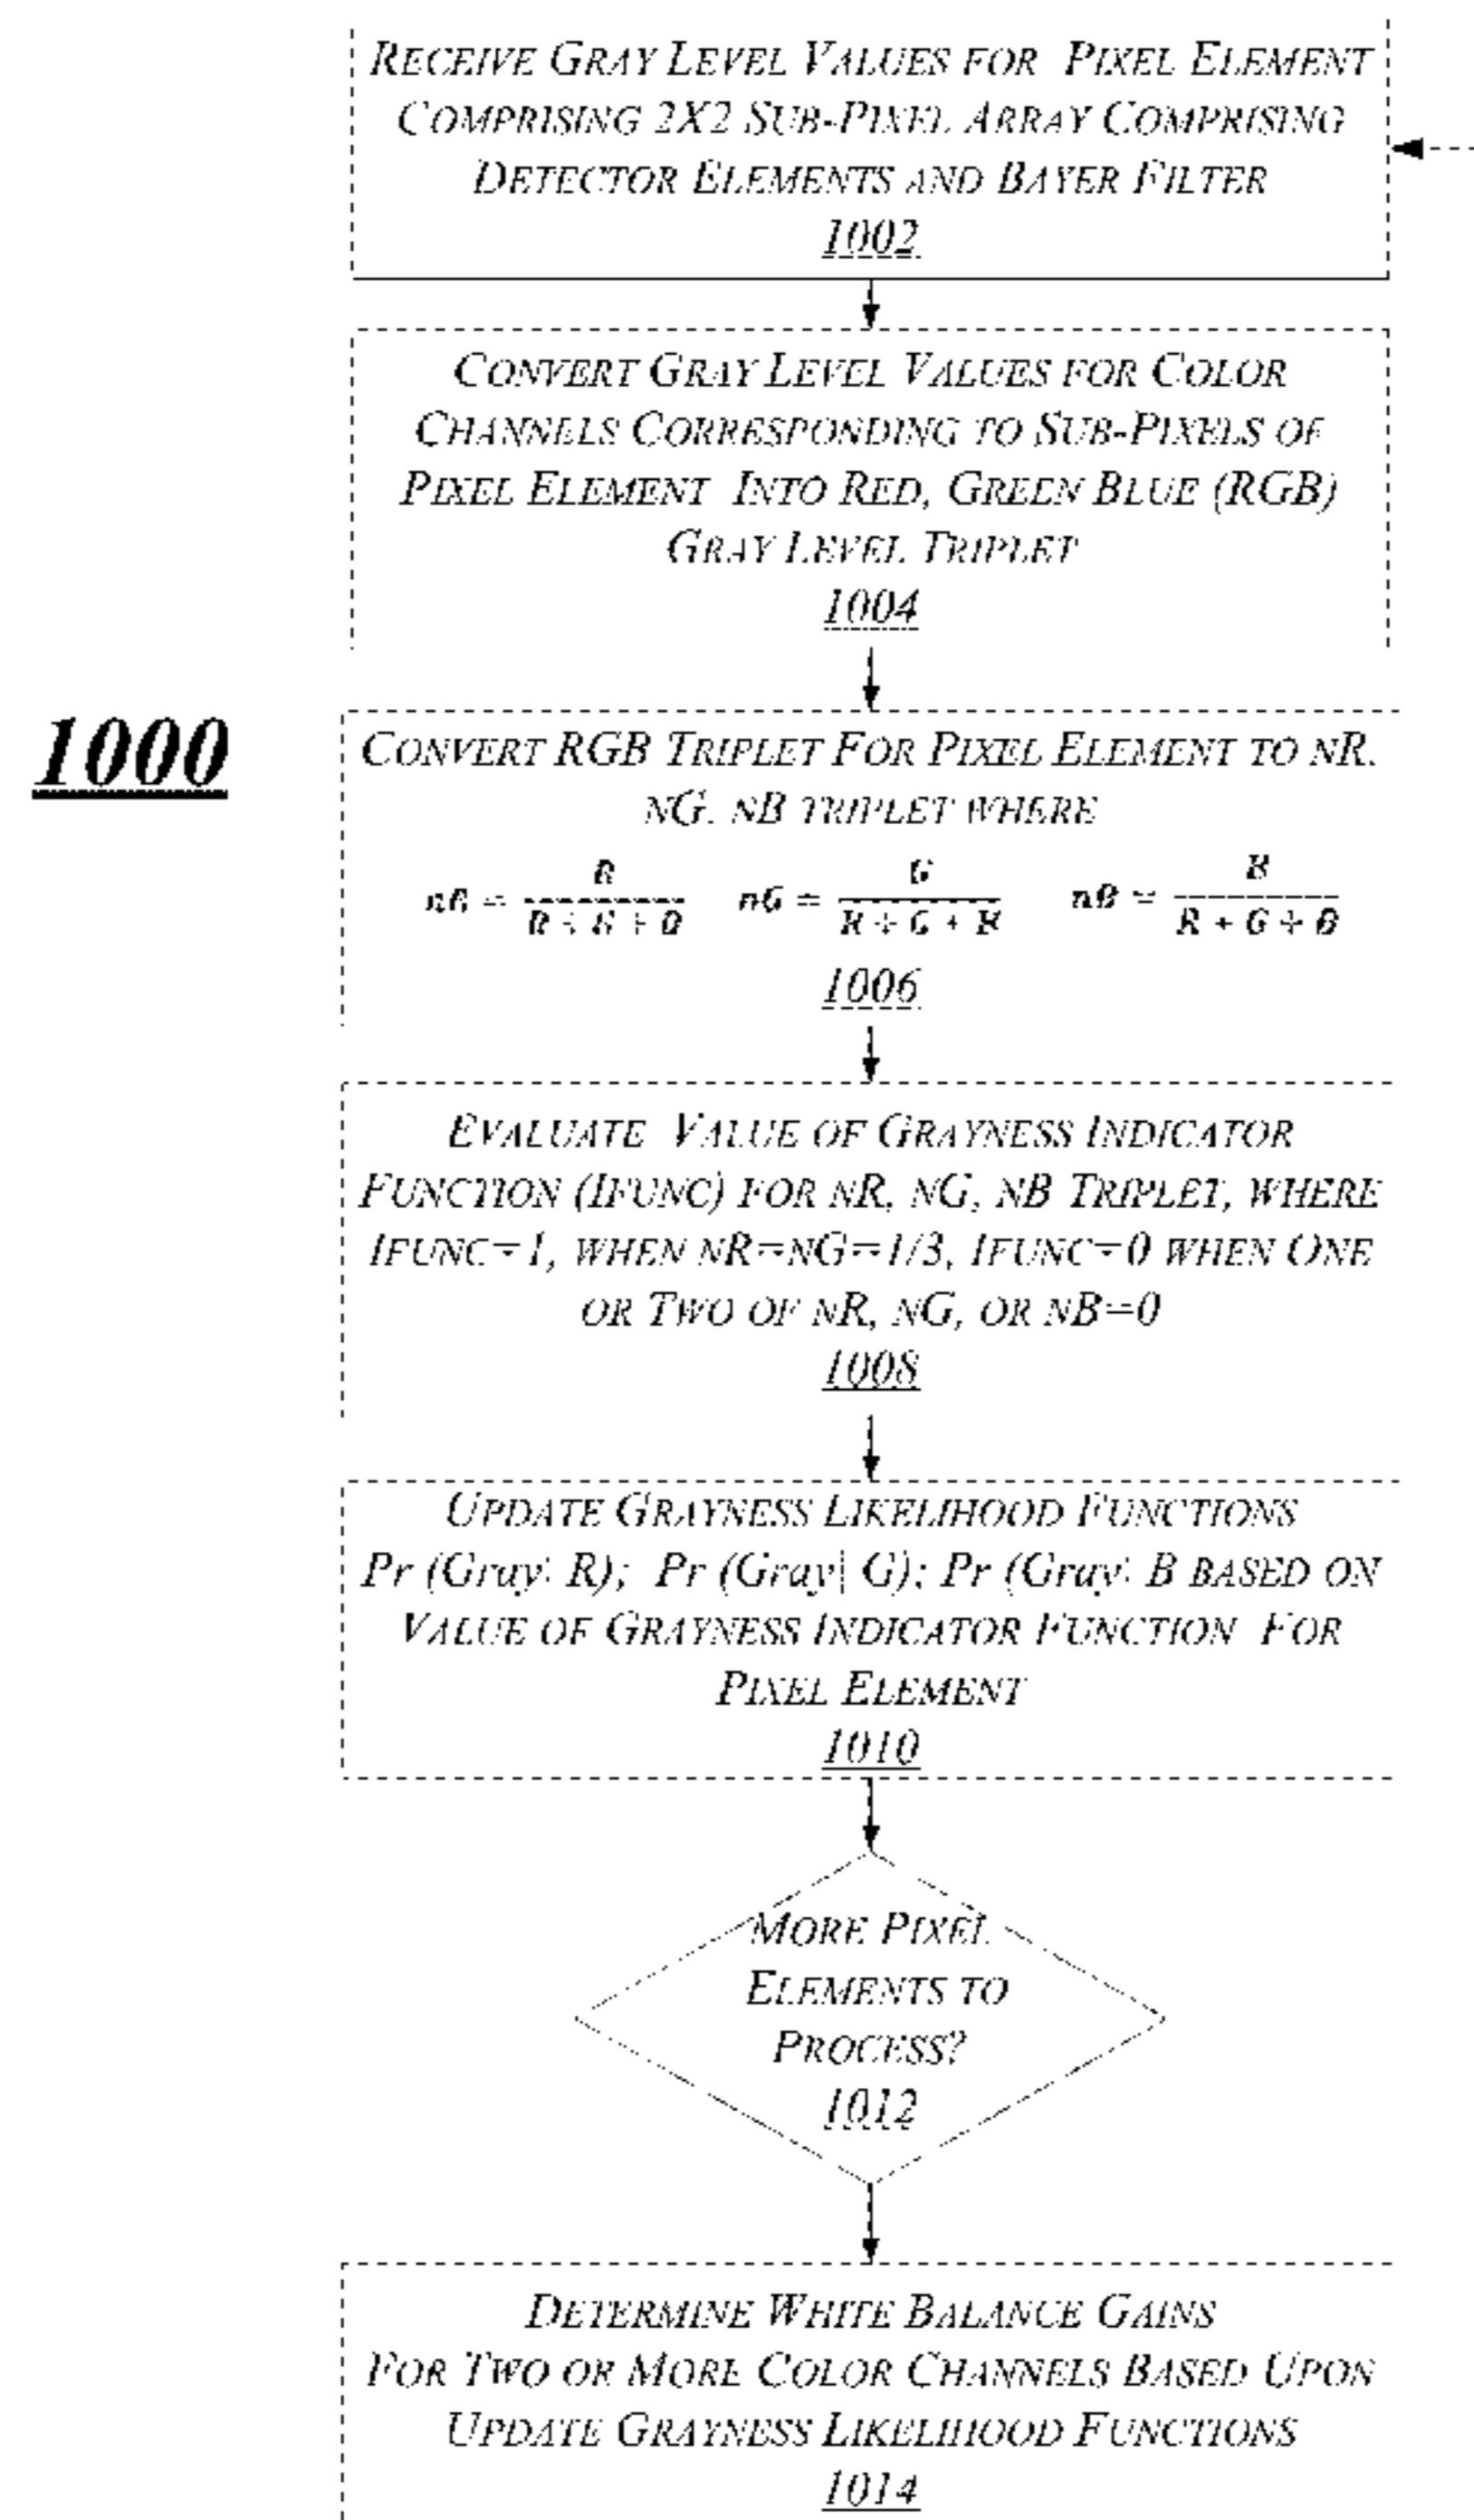 RECEIVE GRAY LEVEL VALUES FOR PIXEL ELEMENT
COMPRISING 2X2 SUB-PIXEL ARRAY COMPRISING
DETECTOR ELEMENTS AND BAYER FILTER
1002
CONVERT GRAY LEVEL VALUES FOR COLOR
CHANNELS CORRESPONDING TO SUB-PIXELS OF
PIXEL ELEMENT INTO RED, GREEN BLUE (RGB)
GRAY LEVEL TRIPLET
1004
1000
CONVERT RGB TRIPLET FOR PIXEL ELEMENT TO NR,
NG, NB TRIPLET WHERE
nR = R / (R + G + B) nG = G / (R + G + B) nB = B / (R + G + B)
1006
EVALUATE VALUE OF GRAYNESS INDICATOR
FUNCTION (IFUNC) FOR NR, NG, NB TRIPLET, WHERE
IFUNC=1, WHEN NR=NG=1/3, IFUNC=0 WHEN ONE
OR TWO OF NR, NG, OR NB=0
1008
UPDATE GRAYNESS LIKELIHOOD FUNCTIONS
Pr (Gray| R); Pr (Gray| G); Pr (Gray| B BASED ON
VALUE OF GRAYNESS INDICATOR FUNCTION FOR
PIXEL ELEMENT
1010
MORE PIXEL
ELEMENTS TO
PROCESS?
1012
DETERMINE WHITE BALANCE GAINS
FOR TWO OR MORE COLOR CHANNELS BASED UPON
UPDATE GRAYNESS LIKELIHOOD FUNCTIONS
1014